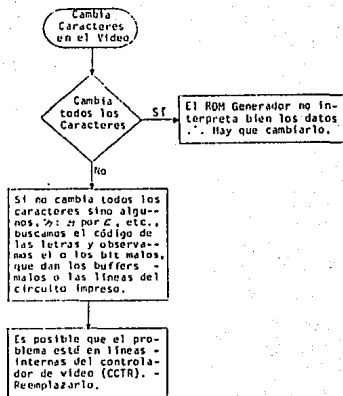 Cambia
Caracteres
en el Video
Cambia
todos los
Caracteres
SÍ
El ROM Generador no in-
terpreta bien los datos
∴ Hay que cambiarlo.
No
Si no cambia todos los
caracteres sino algu--
nos, por
, etc.,
buscamos el código de
las letras y observa--
mos el o los bit malos,
que dan los buffers -
malos o las líneas del
circuito impreso.
Es posible que el pro-
blema esté en líneas -
internas del controla-
dor de video (CCTR). -
Reemplazarlo.